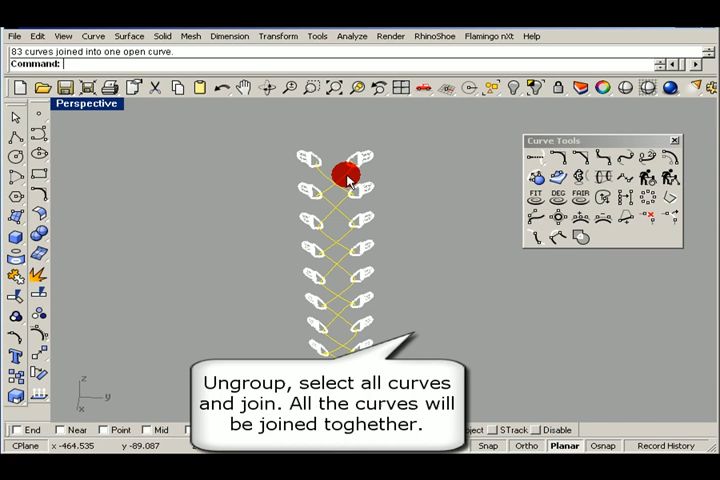 File Edit View Curve Surface Solid Mesh Dimension Transform Tools Analyze Render RhinoShoe Flamingo nXt Help
83 curves joined into one open curve.
Command:
Perspective
Curve Tools
FIT DEG FAIR
z
y
x
Ungroup, select all curves
and join. All the curves will
be joined toghether.
End Near Point Mid ject STrack Disable
CPlane x -464.535 y -89.087 Snap Ortho Planar Osnap Record History